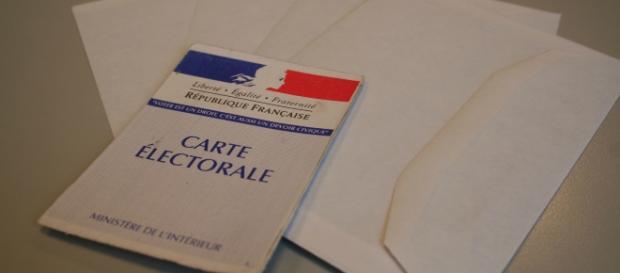 Liberté • Égalité • Fraternité
RÉPUBLIQUE FRANÇAISE
"VOTER EST UN DROIT, C'EST AUSSI UN DEVOIR CIVIQUE"
CARTE
ÉLECTORALE
MINISTÈRE DE L'INTÉRIEUR